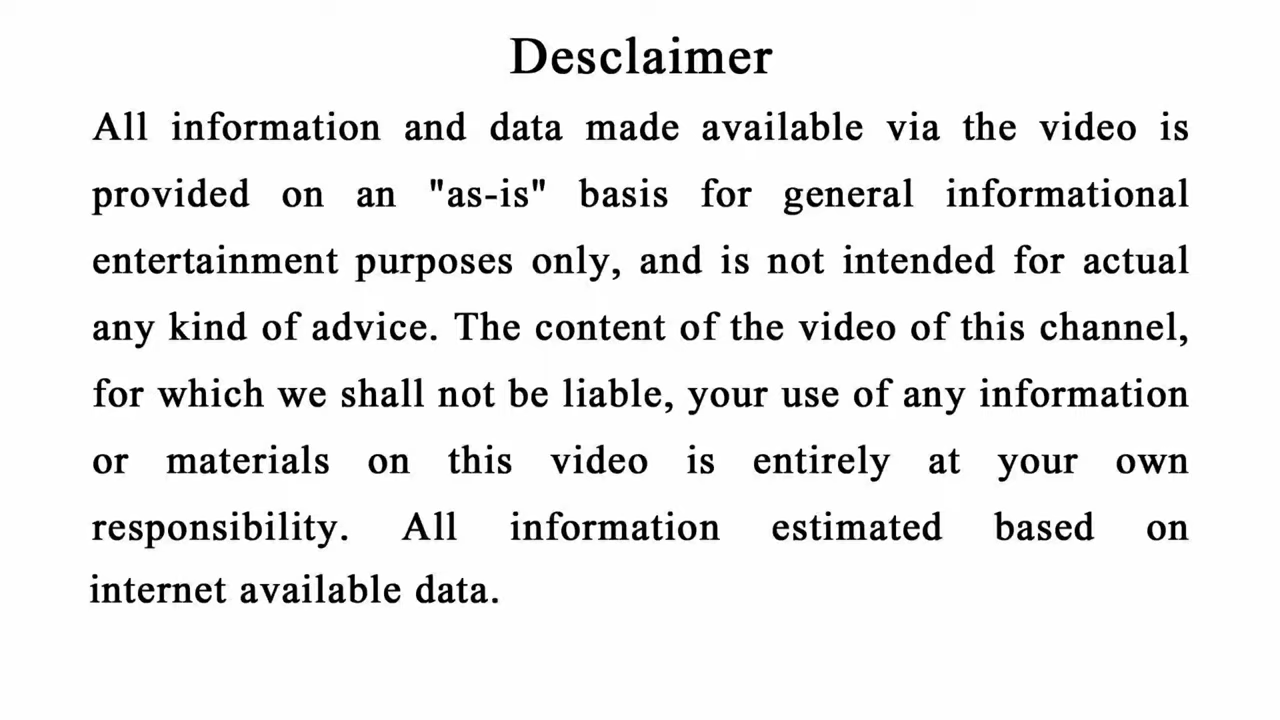 Desclaimer
All information and data made available via the video is
provided on an "as-is" basis for general informational
entertainment purposes only, and is not intended for actual
any kind of advice. The content of the video of this channel,
for which we shall not be liable, your use of any information
or materials on this video is entirely at your own
responsibility. All information estimated based on
internet available data.